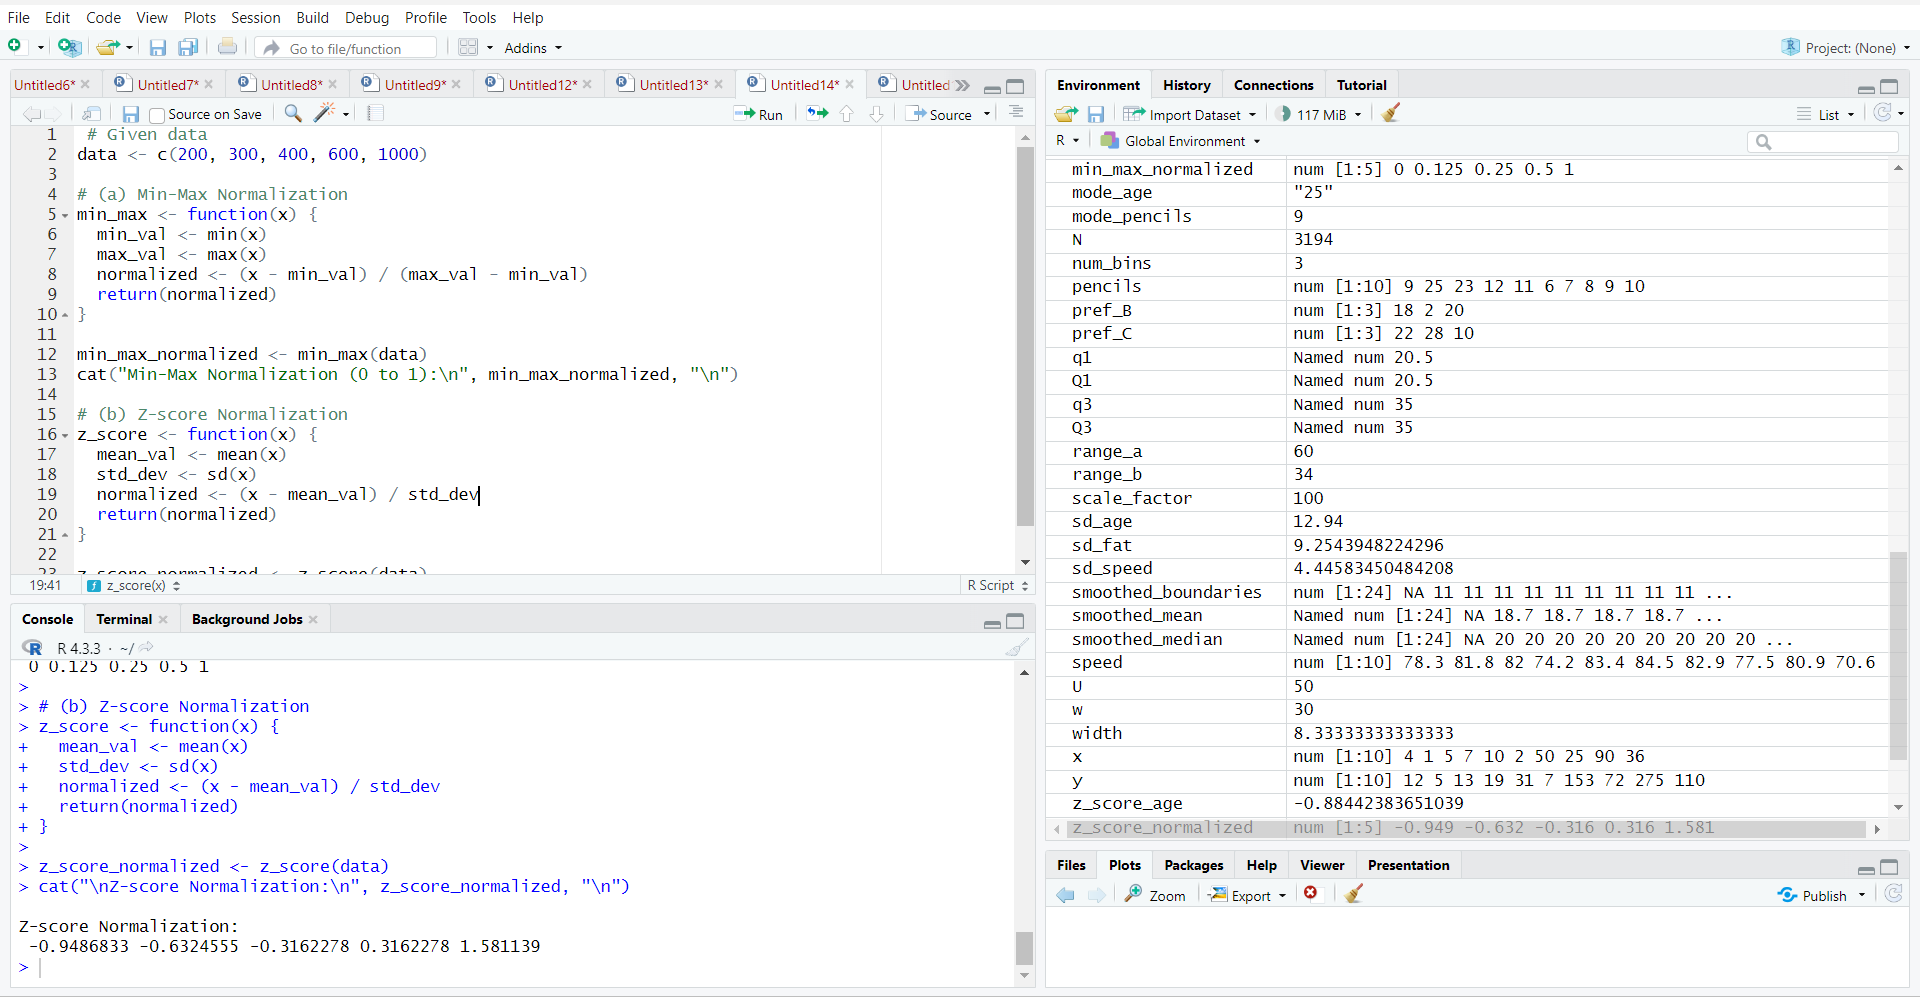 File Edit Code View Plots Session Build Debug Profile Tools Help
Go to file/function Addins Project: (None)
Untitled6* Untitled7* Untitled8* Untitled9* Untitled12* Untitled13* Untitled14* Untitled
Source on Save Run Source
1 # Given data
2 data <- c(200, 300, 400, 600, 1000)
3
4 # (a) Min-Max Normalization
5 min_max <- function(x) {
6 min_val <- min(x)
7 max_val <- max(x)
8 normalized <- (x - min_val) / (max_val - min_val)
9 return(normalized)
10 }
11
12 min_max_normalized <- min_max(data)
13 cat("Min-Max Normalization (0 to 1):\n", min_max_normalized, "\n")
14
15 # (b) Z-score Normalization
16 z_score <- function(x) {
17 mean_val <- mean(x)
18 std_dev <- sd(x)
19 normalized <- (x - mean_val) / std_dev
20 return(normalized)
21 }
22
23 z_score_normalized <- z_score(data)
19:41 z_score(x) R Script
Console Terminal Background Jobs
R 4.3.3 · ~/
0 0.125 0.25 0.5 1
>
> # (b) Z-score Normalization
> z_score <- function(x) {
+ mean_val <- mean(x)
+ std_dev <- sd(x)
+ normalized <- (x - mean_val) / std_dev
+ return(normalized)
+ }
>
> z_score_normalized <- z_score(data)
> cat("\nZ-score Normalization:\n", z_score_normalized, "\n")
Z-score Normalization:
-0.9486833 -0.6324555 -0.3162278 0.3162278 1.581139
>
Environment History Connections Tutorial
Import Dataset 117 MiB List
R Global Environment
min_max_normalized num [1:5] 0 0.125 0.25 0.5 1
mode_age "25"
mode_pencils 9
N 3194
num_bins 3
pencils num [1:10] 9 25 23 12 11 6 7 8 9 10
pref_B num [1:3] 18 2 20
pref_C num [1:3] 22 28 10
q1 Named num 20.5
Q1 Named num 20.5
q3 Named num 35
Q3 Named num 35
range_a 60
range_b 34
scale_factor 100
sd_age 12.94
sd_fat 9.2543948224296
sd_speed 4.44583450484208
smoothed_boundaries num [1:24] NA 11 11 11 11 11 11 11 11 11 ...
smoothed_mean Named num [1:24] NA 18.7 18.7 18.7 18.7 ...
smoothed_median Named num [1:24] NA 20 20 20 20 20 20 20 20 20 ...
speed num [1:10] 78.3 81.8 82 74.2 83.4 84.5 82.9 77.5 80.9 70.6
U 50
w 30
width 8.33333333333333
x num [1:10] 4 1 5 7 10 2 50 25 90 36
y num [1:10] 12 5 13 19 31 7 153 72 275 110
z_score_age -0.88442383651039
z_score_normalized num [1:5] -0.949 -0.632 -0.316 0.316 1.581
Files Plots Packages Help Viewer Presentation
Zoom Export Publish